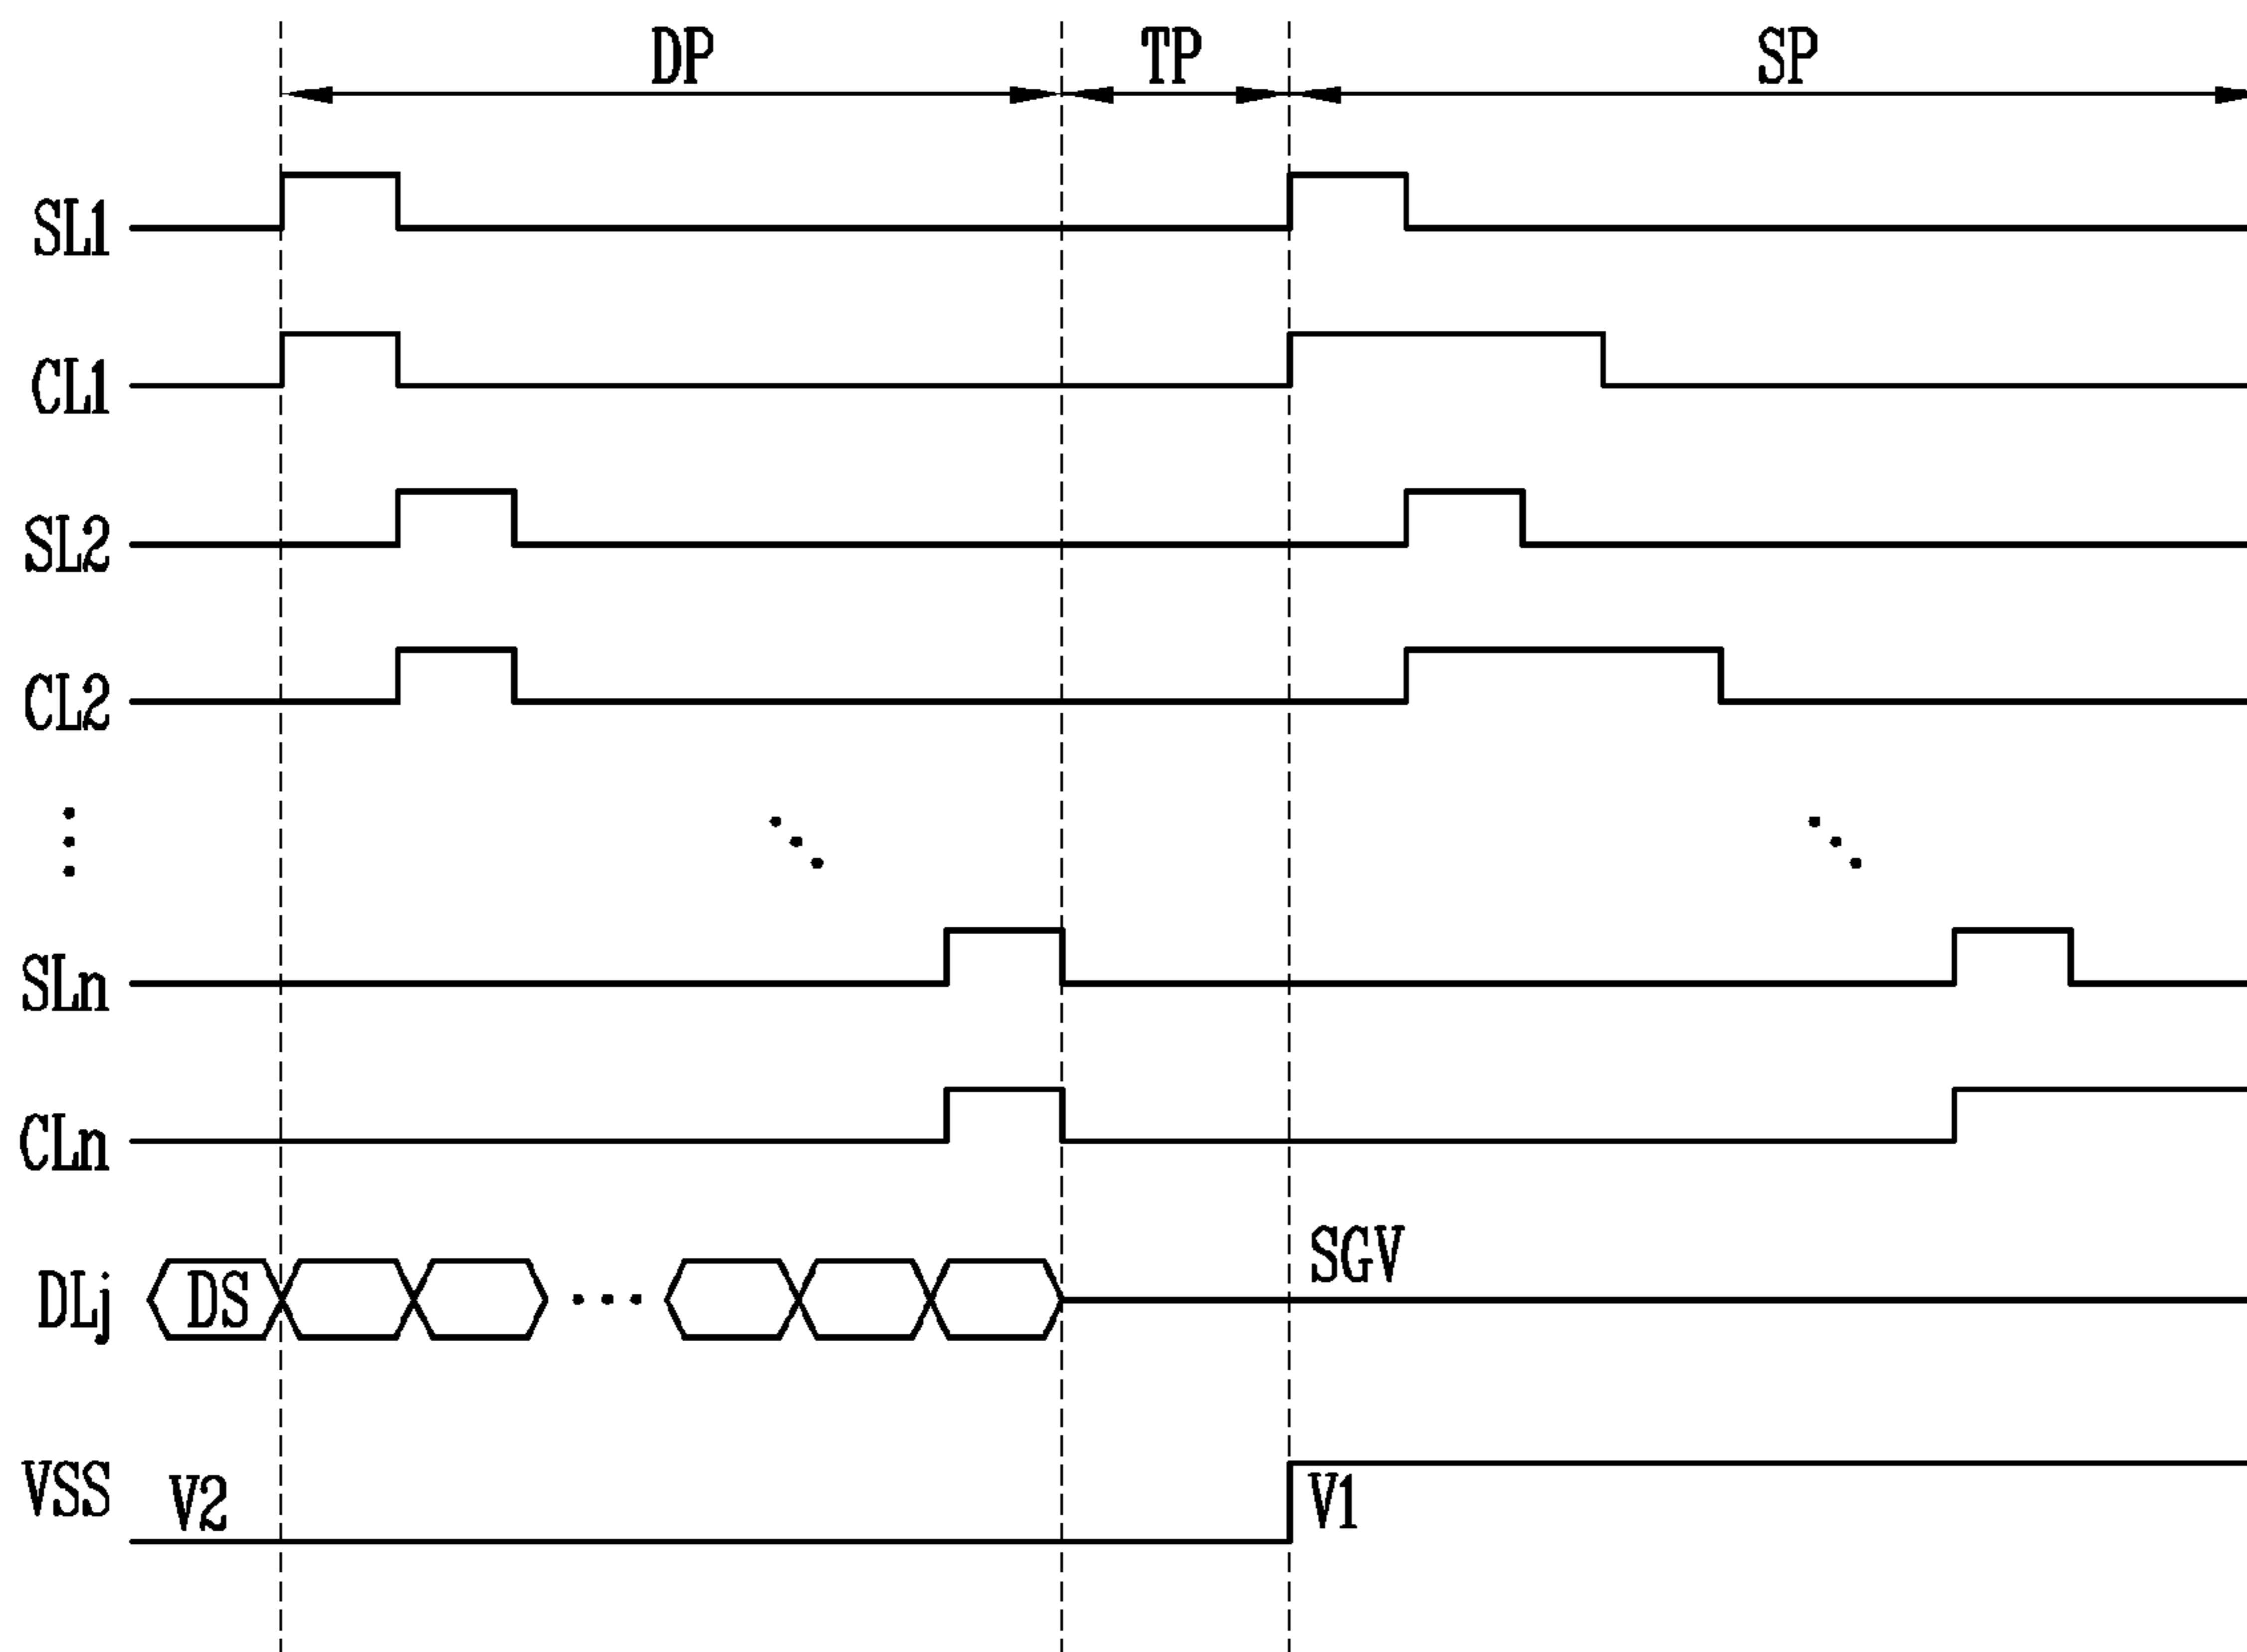 DP TP SP
SL1
CL1
SL2
CL2
SLn
CLn
SGV
DLj DS
VSS V2 V1